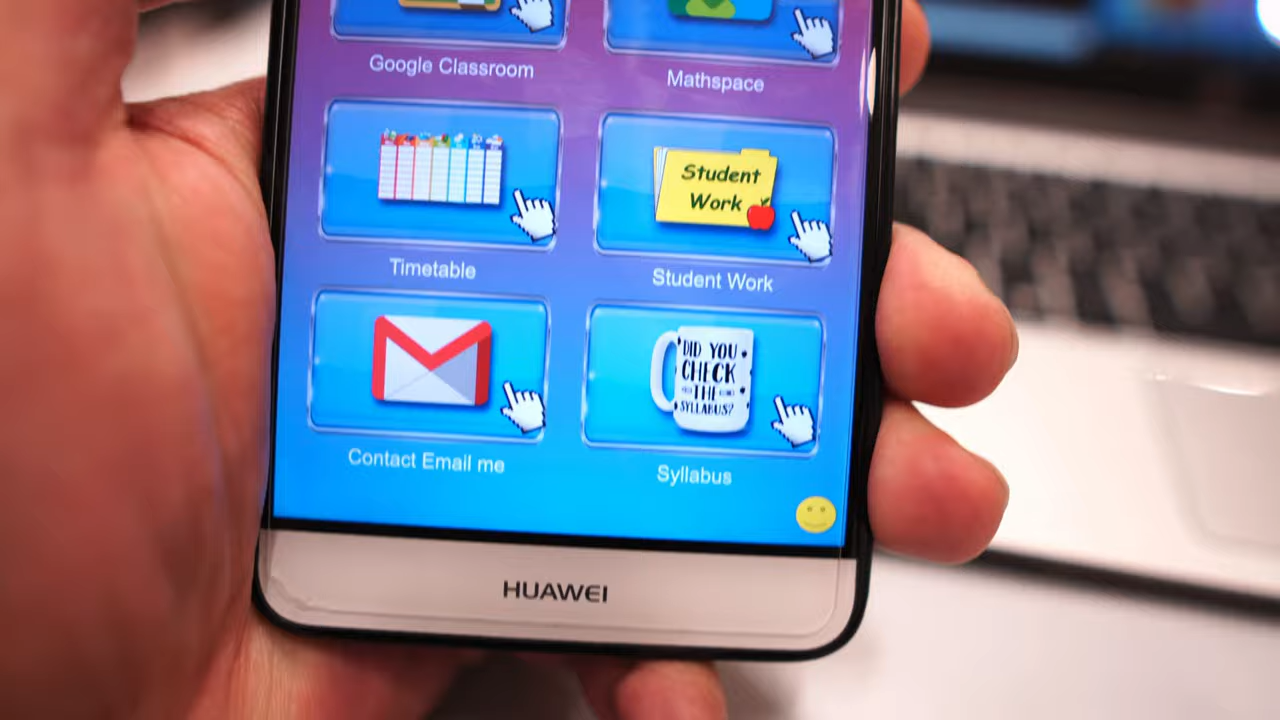 Google Classroom
Mathspace
Student
Work
Timetable
Student Work
DID YOU
CHECK
THE
SYLLABUS?
Contact Email me
Syllabus
HUAWEI